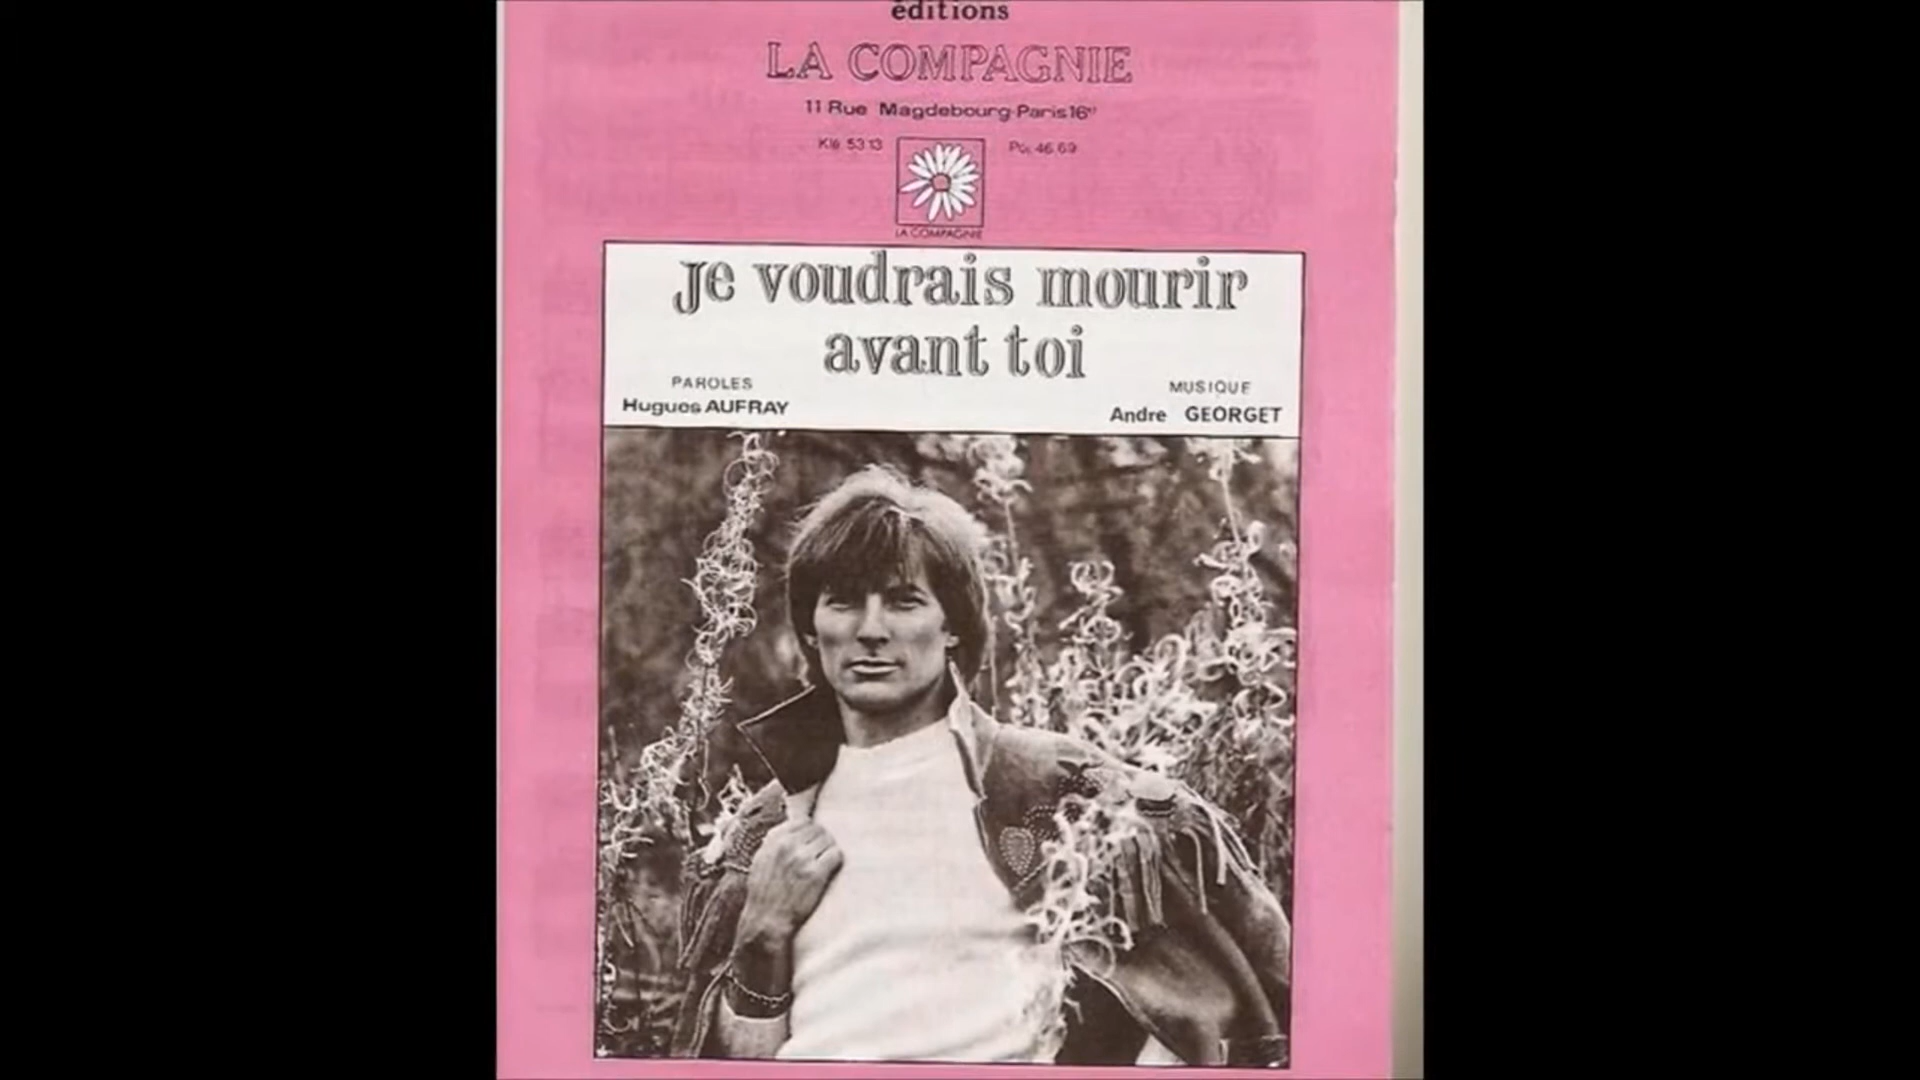 éditions
LA COMPAGNIE
11 Rue Magdebourg-Paris 16e
Klé 53 13
Po. 46 69
LA COMPAGNIE
Je voudrais mourir
avant toi
PAROLES
Hugues AUFRAY
MUSIQUE
Andre GEORGET